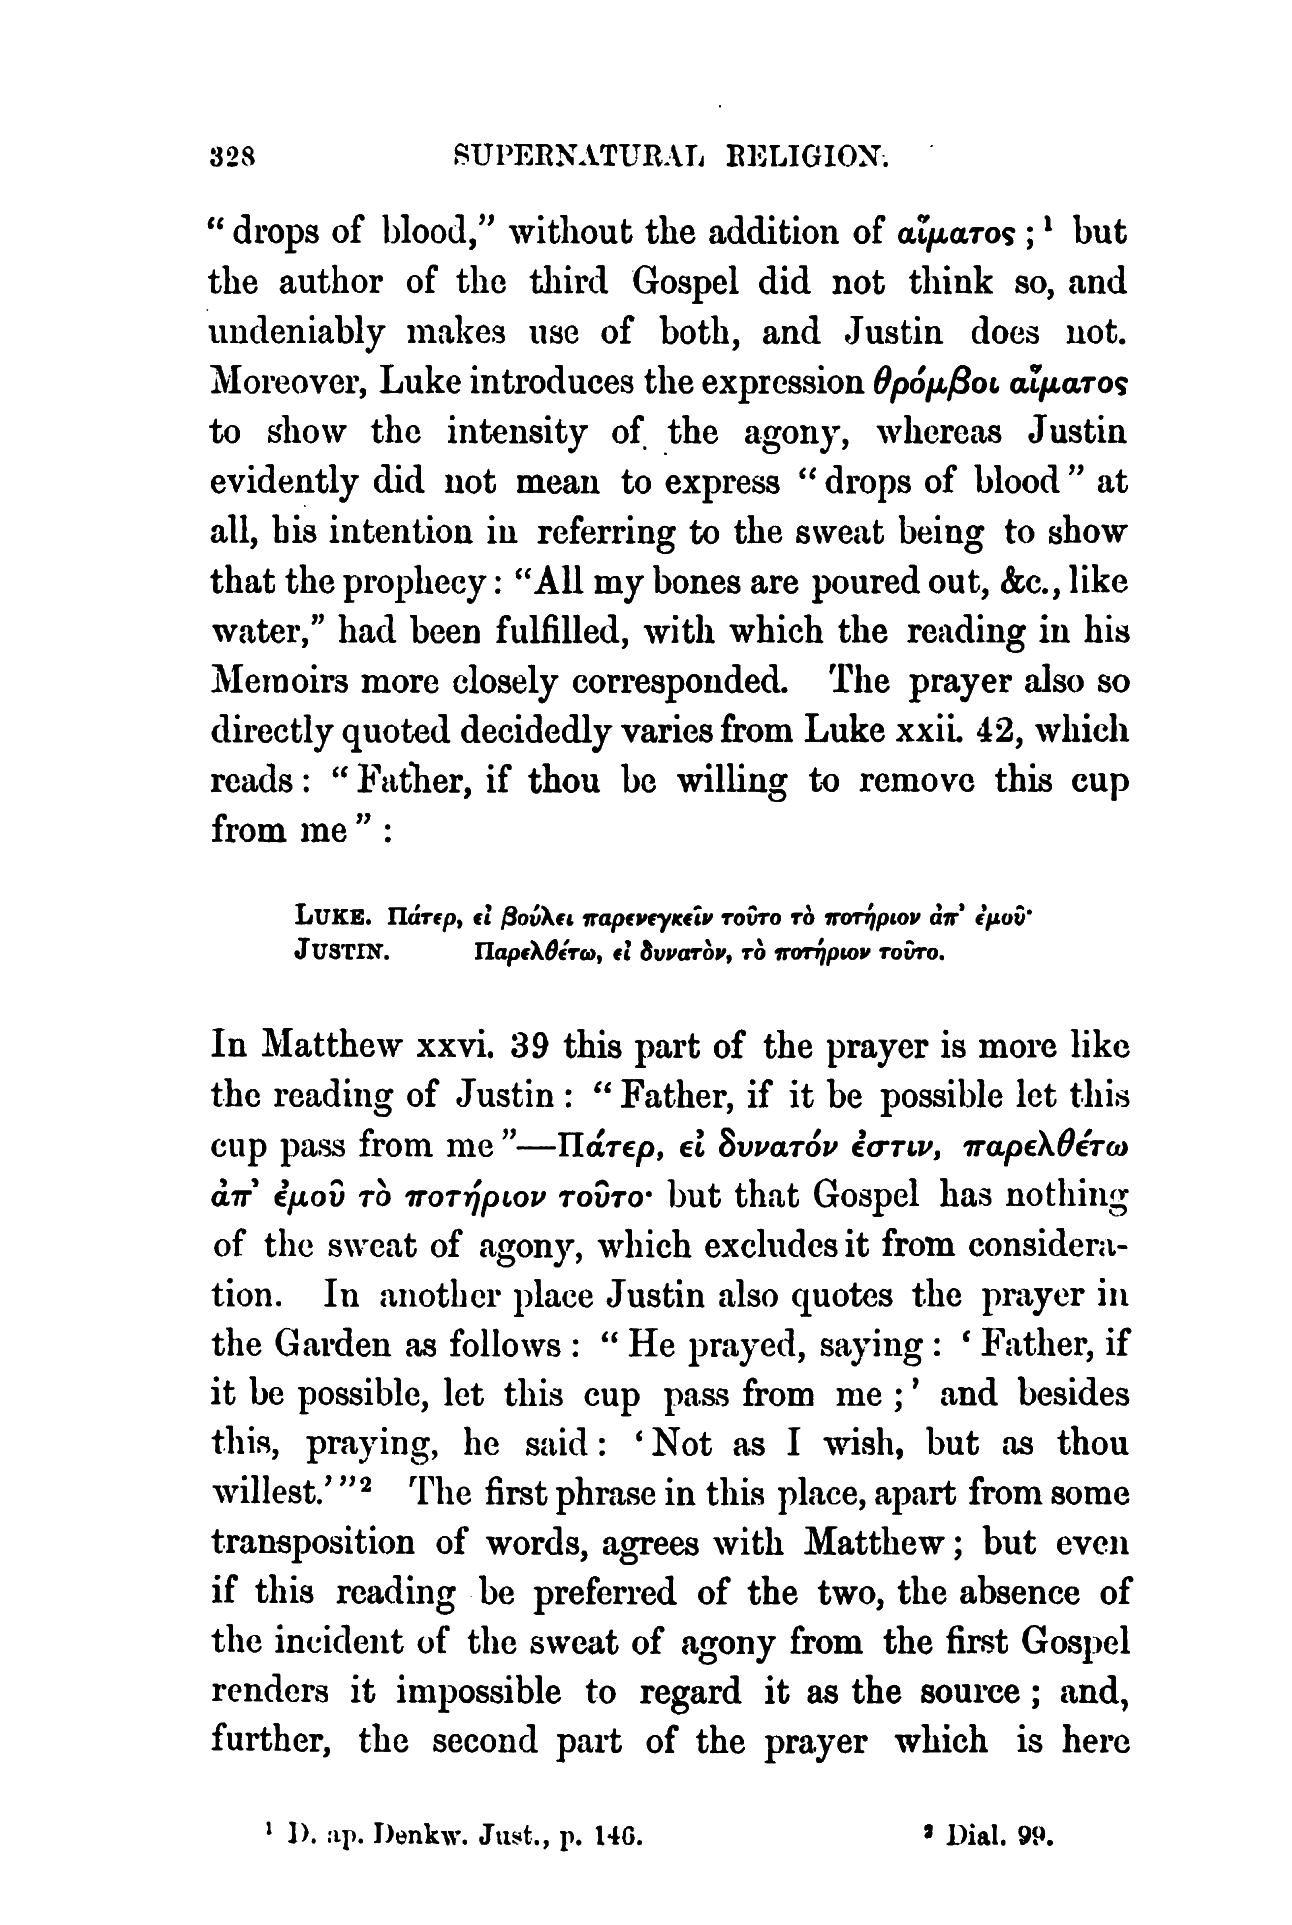 328 SUPERNATURAL RELIGION.
“drops of blood,” without the addition of αἵματος ; ¹ but
the author of the third Gospel did not think so, and
undeniably makes use of both, and Justin does not.
Moreover, Luke introduces the expression θρόμβοι αἵματος
to show the intensity of the agony, whereas Justin
evidently did not mean to express “drops of blood” at
all, his intention in referring to the sweat being to show
that the prophecy : “All my bones are poured out, &c., like
water,” had been fulfilled, with which the reading in his
Memoirs more closely corresponded. The prayer also so
directly quoted decidedly varies from Luke xxii. 42, which
reads : “Father, if thou be willing to remove this cup
from me” :
LUKE. Πάτερ, εἰ βούλει παρενεγκεῖν τοῦτο τὸ ποτήριον ἀπ’ ἐμοῦ·
JUSTIN. Παρελθέτω, εἰ δυνατὸν, τὸ ποτήριον τοῦτο.
In Matthew xxvi. 39 this part of the prayer is more like
the reading of Justin : “Father, if it be possible let this
cup pass from me”—Πάτερ, εἰ δυνατόν ἐστιν, παρελθέτω
ἀπ’ ἐμοῦ τὸ ποτήριον τοῦτο· but that Gospel has nothing
of the sweat of agony, which excludes it from considera-
tion. In another place Justin also quotes the prayer in
the Garden as follows : “He prayed, saying : ‘Father, if
it be possible, let this cup pass from me ;’ and besides
this, praying, he said : ‘Not as I wish, but as thou
willest.’”² The first phrase in this place, apart from some
transposition of words, agrees with Matthew ; but even
if this reading be preferred of the two, the absence of
the incident of the sweat of agony from the first Gospel
renders it impossible to regard it as the source ; and,
further, the second part of the prayer which is here
¹ D. ap. Denkw. Just., p. 146. ² Dial. 99.